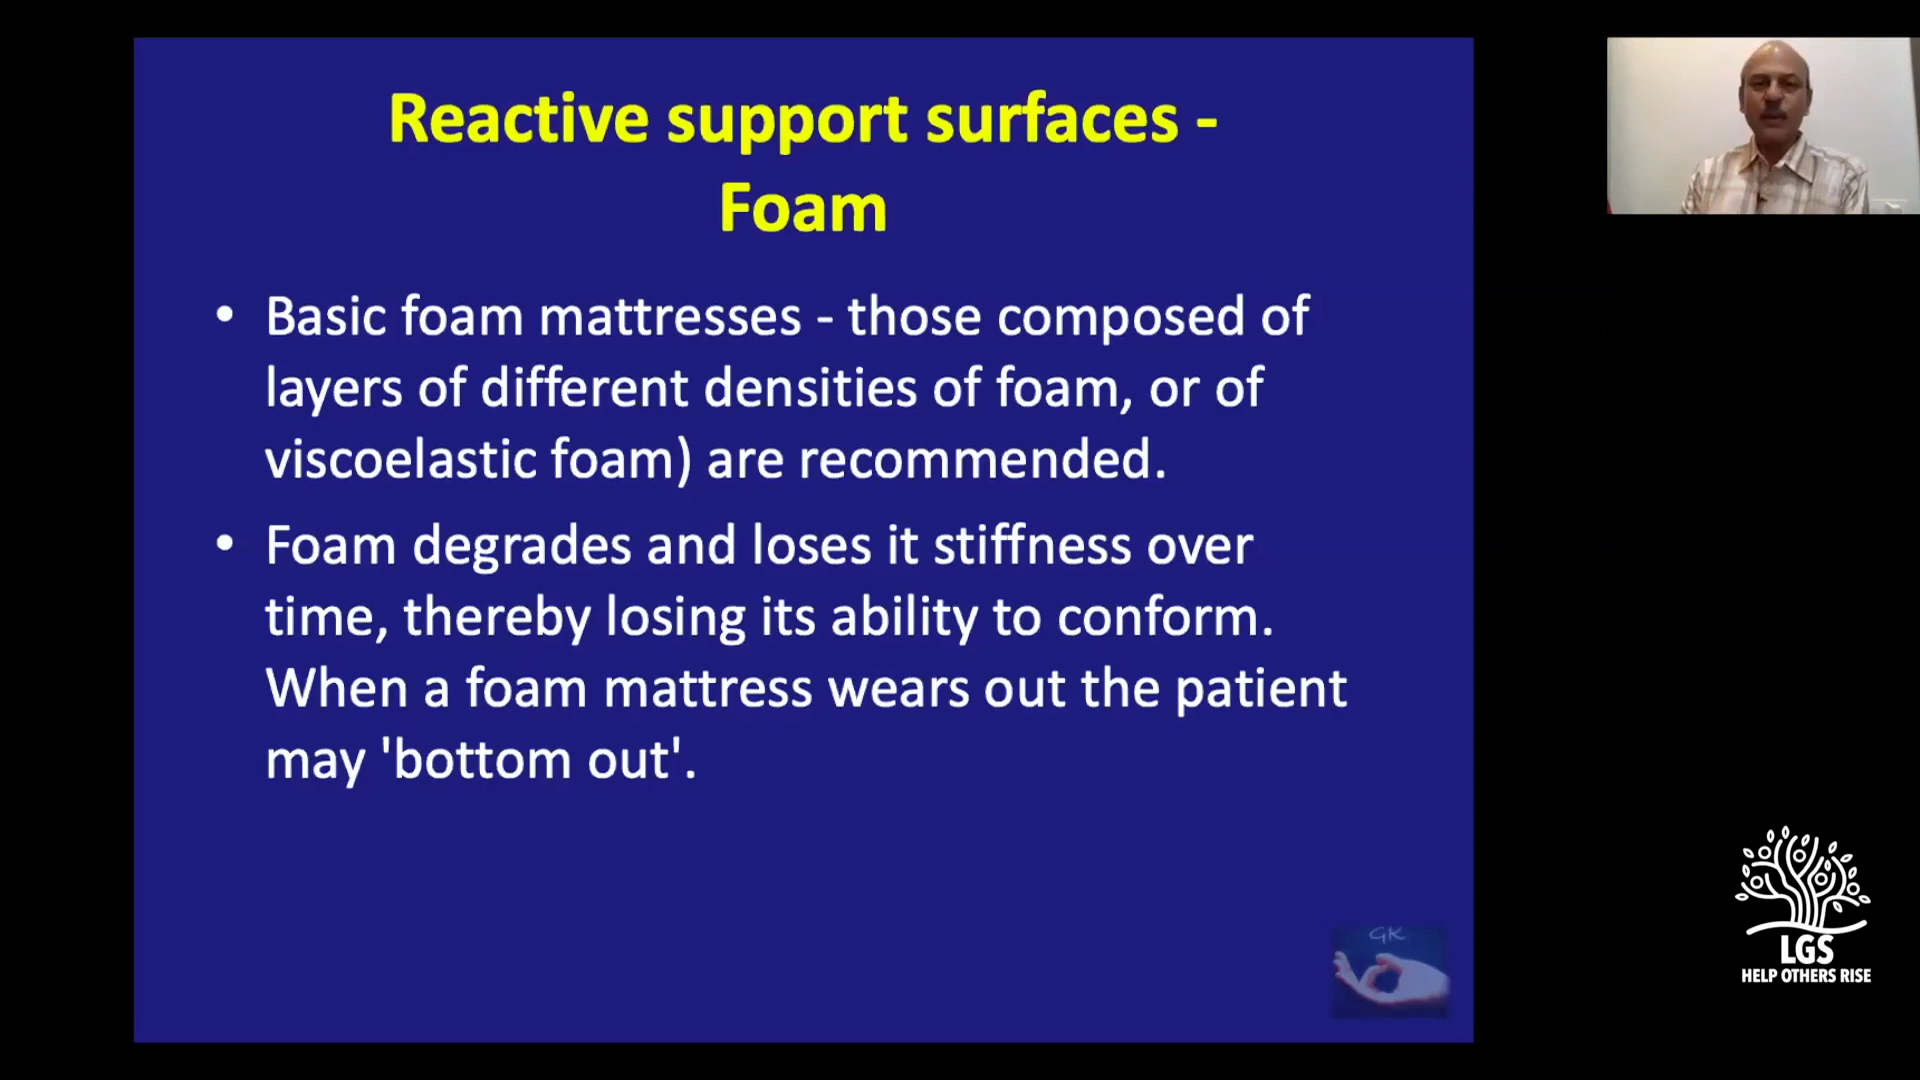 Reactive support surfaces -
Foam
• Basic foam mattresses - those composed of
layers of different densities of foam, or of
viscoelastic foam) are recommended.
• Foam degrades and loses it stiffness over
time, thereby losing its ability to conform.
When a foam mattress wears out the patient
may 'bottom out'.
GK
LGS
HELP OTHERS RISE